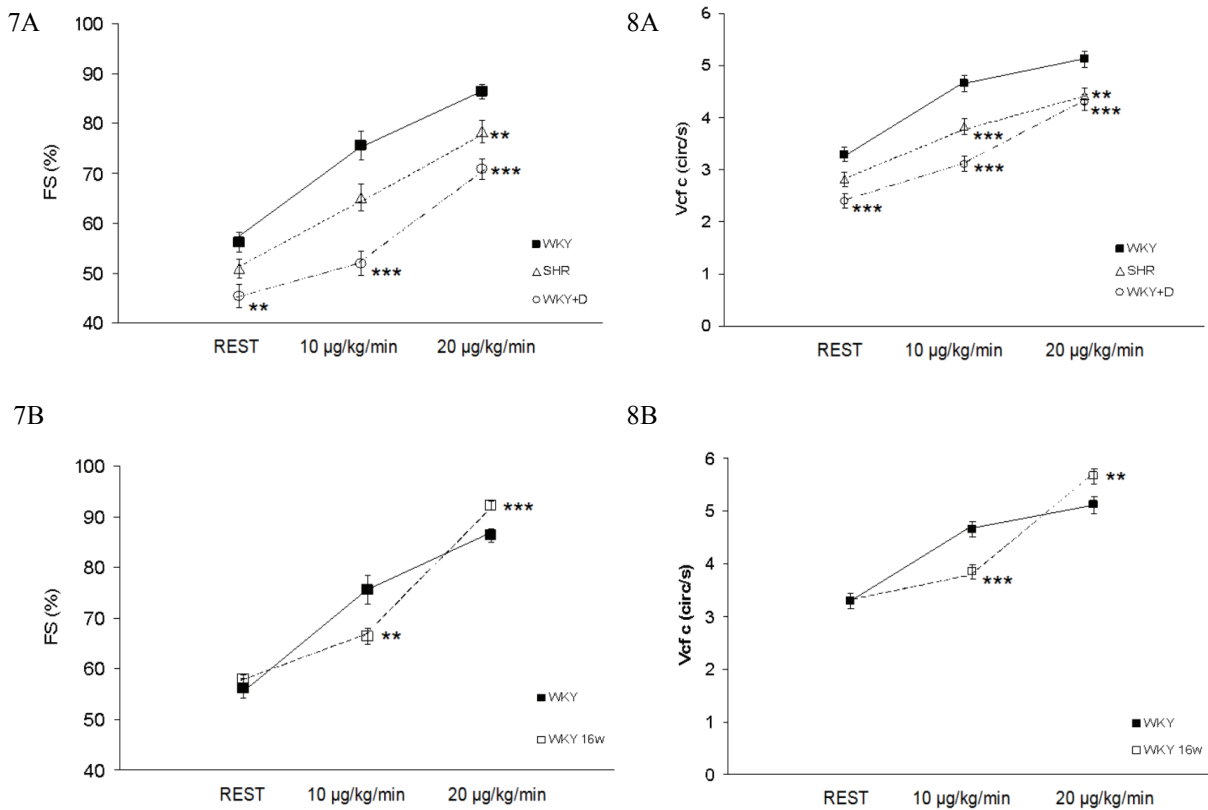 7A
100
90
80
70
60
50
40
FS (%)
**
***
***
**
WKY
SHR
WKY+D
REST 10 µg/kg/min 20 µg/kg/min
8A
6
5
4
3
2
1
0
Vcf c (circ/s)
**
***
***
***
***
WKY
SHR
WKY+D
REST 10 µg/kg/min 20 µg/kg/min
7B
100
90
80
70
60
50
40
FS (%)
***
**
WKY
WKY 16w
REST 10 µg/kg/min 20 µg/kg/min
8B
6
5
4
3
2
1
0
Vcf c (circ/s)
**
***
WKY
WKY 16w
REST 10 µg/kg/min 20 µg/kg/min